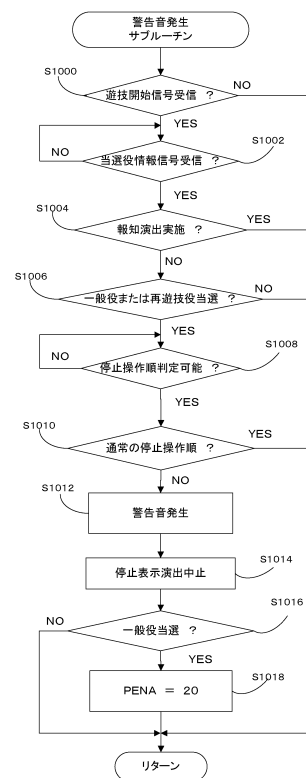 警告音発生
サブルーチン
S1000
遊技開始信号受信 ?
NO
YES
S1002
当選役情報信号受信 ?
NO
YES
S1004
報知演出実施 ?
YES
NO
S1006
一般役または再遊技役当選 ?
NO
YES
S1008
停止操作順判定可能 ?
NO
YES
S1010
通常の停止操作順 ?
YES
NO
S1012
警告音発生
S1014
停止表示演出中止
S1016
一般役当選 ?
NO
YES
S1018
PENA = 20
リターン